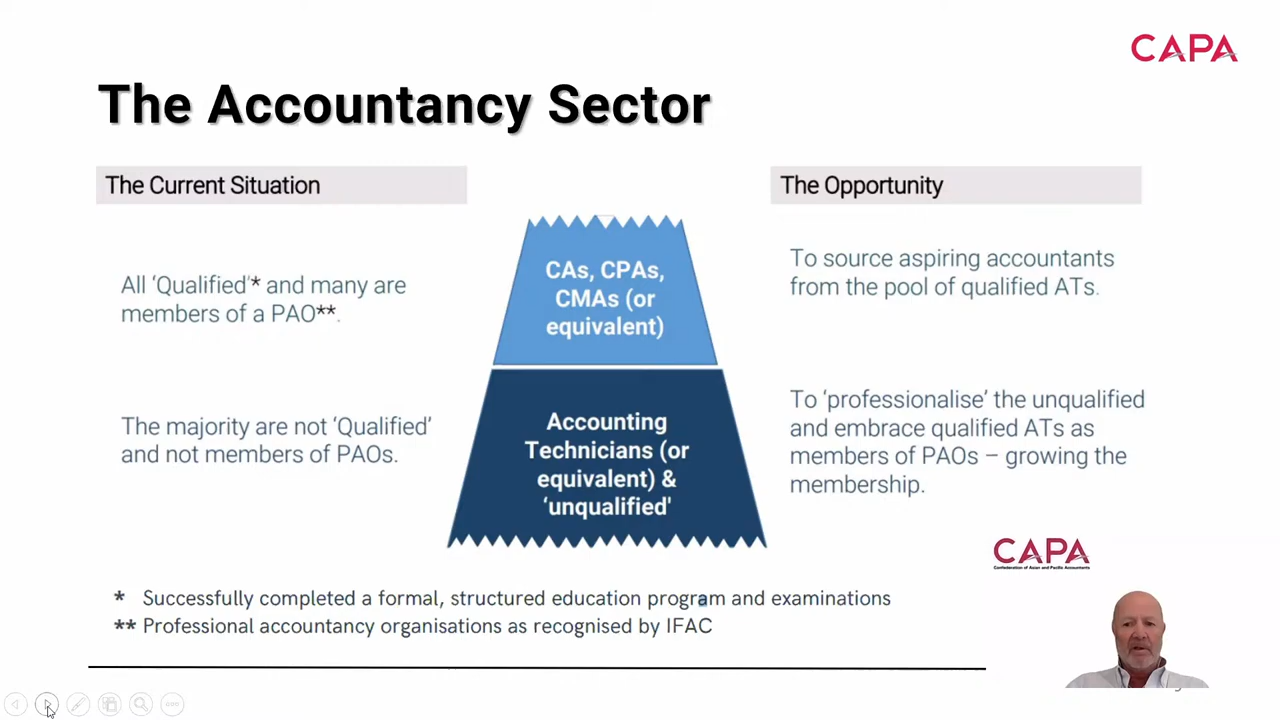 CAPA
The Accountancy Sector
The Current Situation
All ‘Qualified’* and many are
members of a PAO**.
The majority are not ‘Qualified’
and not members of PAOs.
CAs, CPAs,
CMAs (or
equivalent)
Accounting
Technicians (or
equivalent) &
‘unqualified'
The Opportunity
To source aspiring accountants
from the pool of qualified ATs.
To ‘professionalise’ the unqualified
and embrace qualified ATs as
members of PAOs – growing the
membership.
CAPA
Confederation of Asian and Pacific Accountants
* Successfully completed a formal, structured education program and examinations
** Professional accountancy organisations as recognised by IFAC